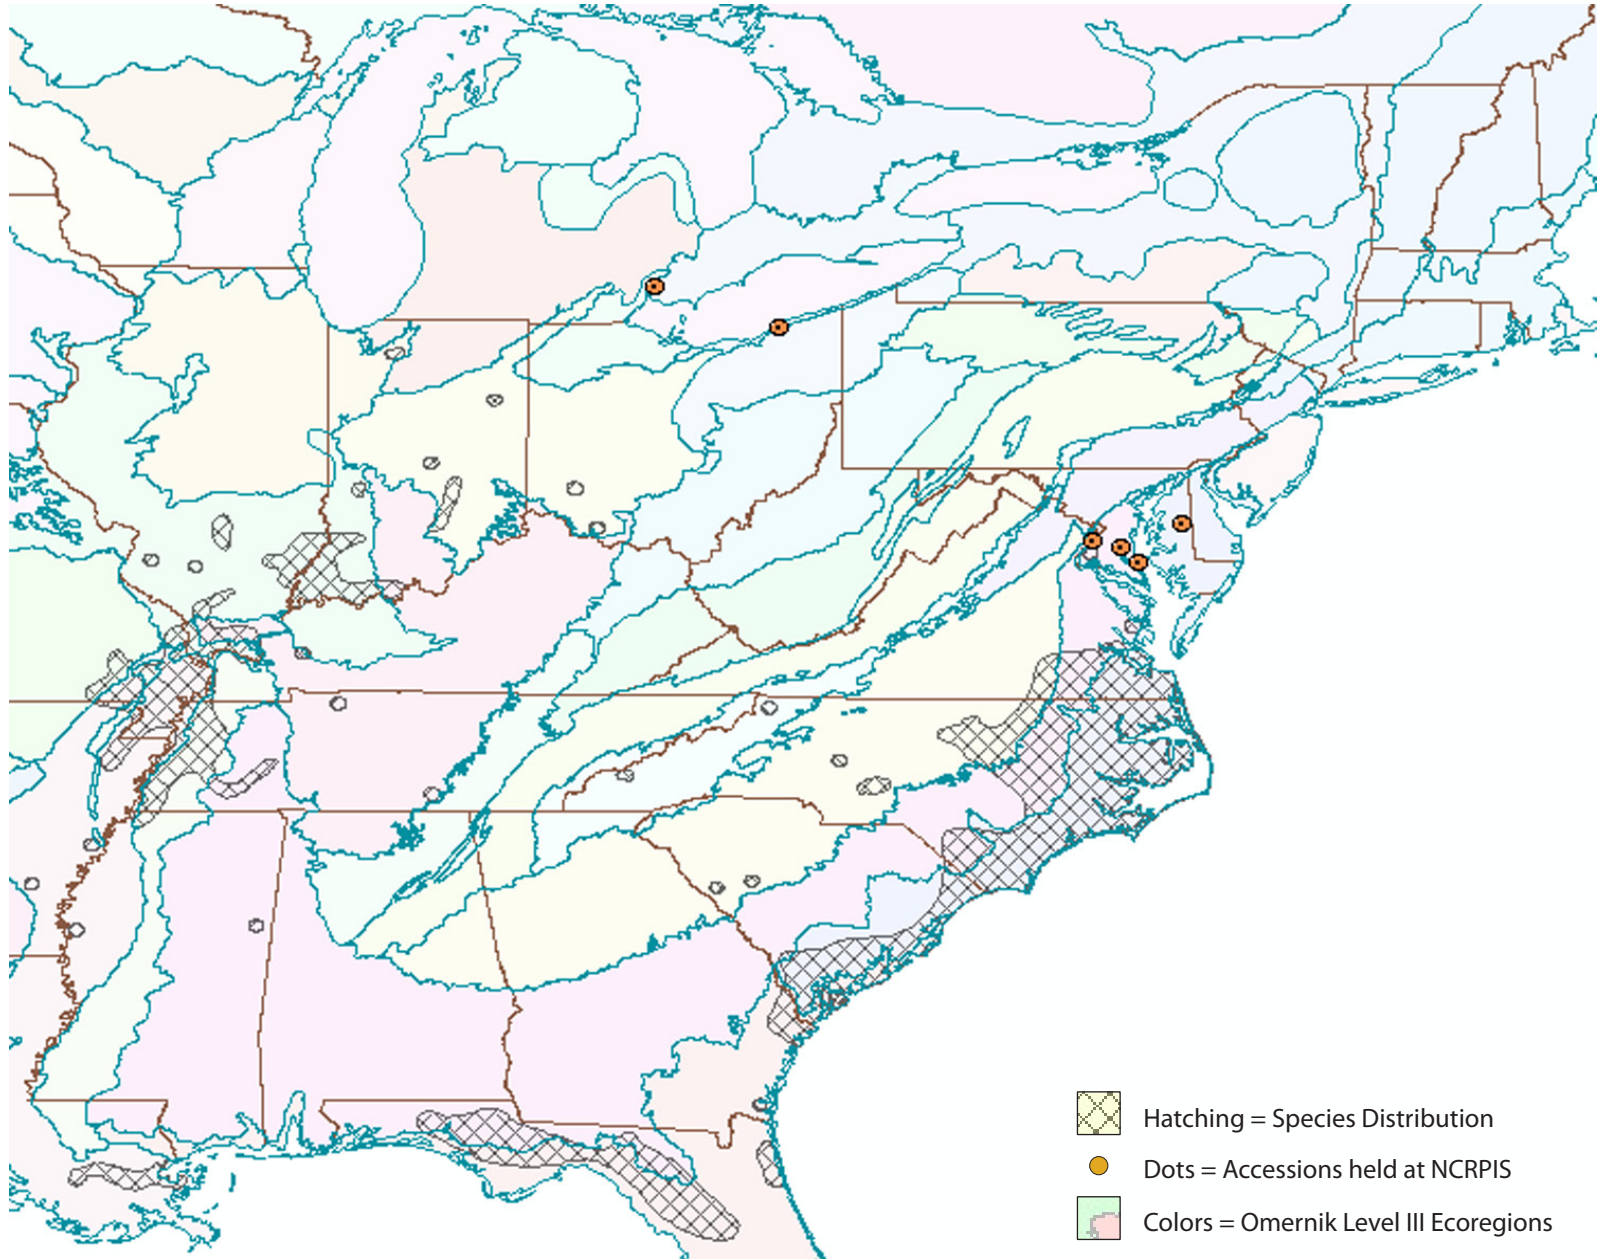 Hatching = Species Distribution
Dots = Accessions held at NCRPIS
Colors = Omernik Level III Ecoregions